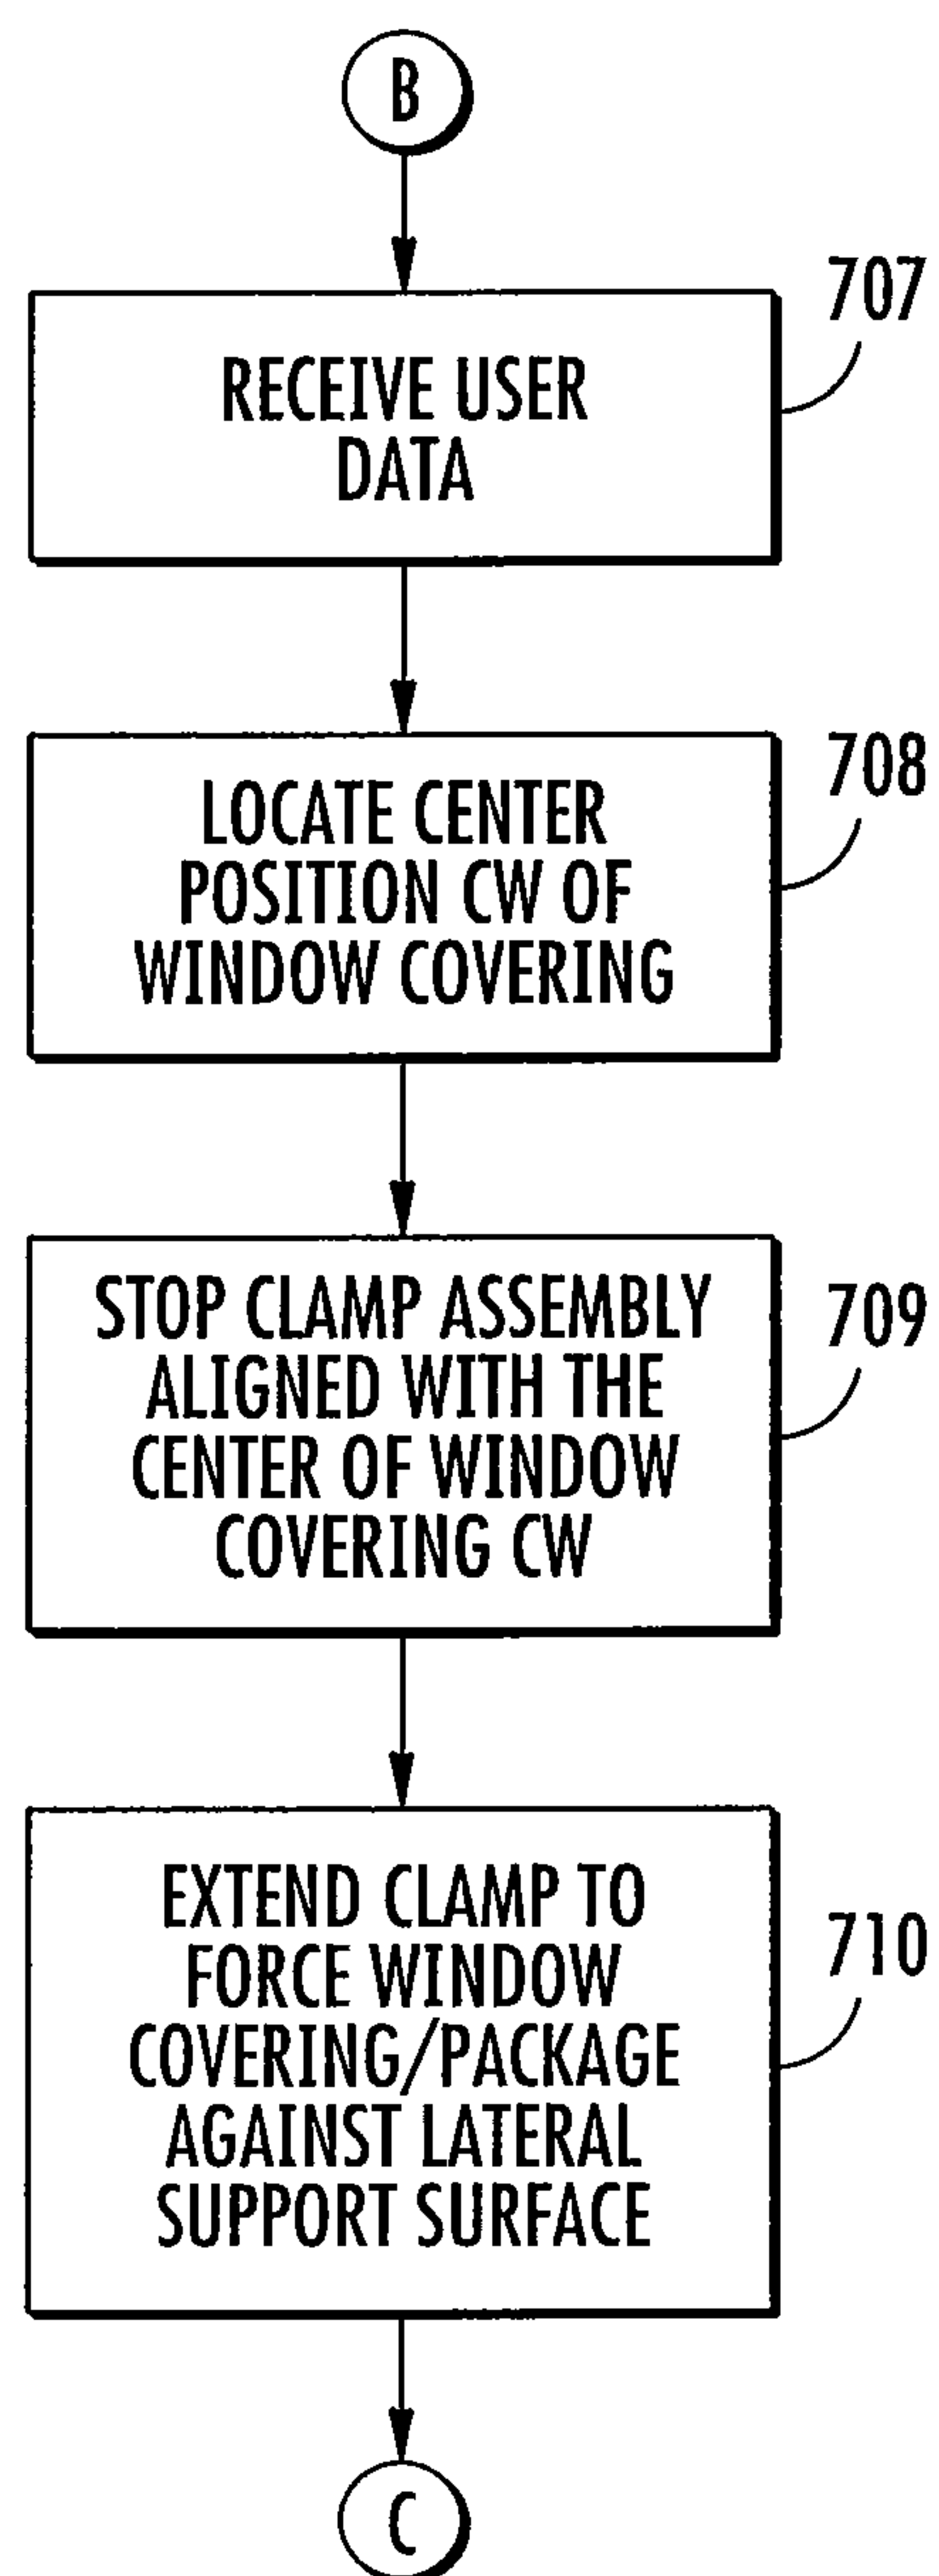 B
707
RECEIVE USER
DATA
708
LOCATE CENTER
POSITION CW OF
WINDOW COVERING
709
STOP CLAMP ASSEMBLY
ALIGNED WITH THE
CENTER OF WINDOW
COVERING CW
710
EXTEND CLAMP TO
FORCE WINDOW
COVERING/PACKAGE
AGAINST LATERAL
SUPPORT SURFACE
C